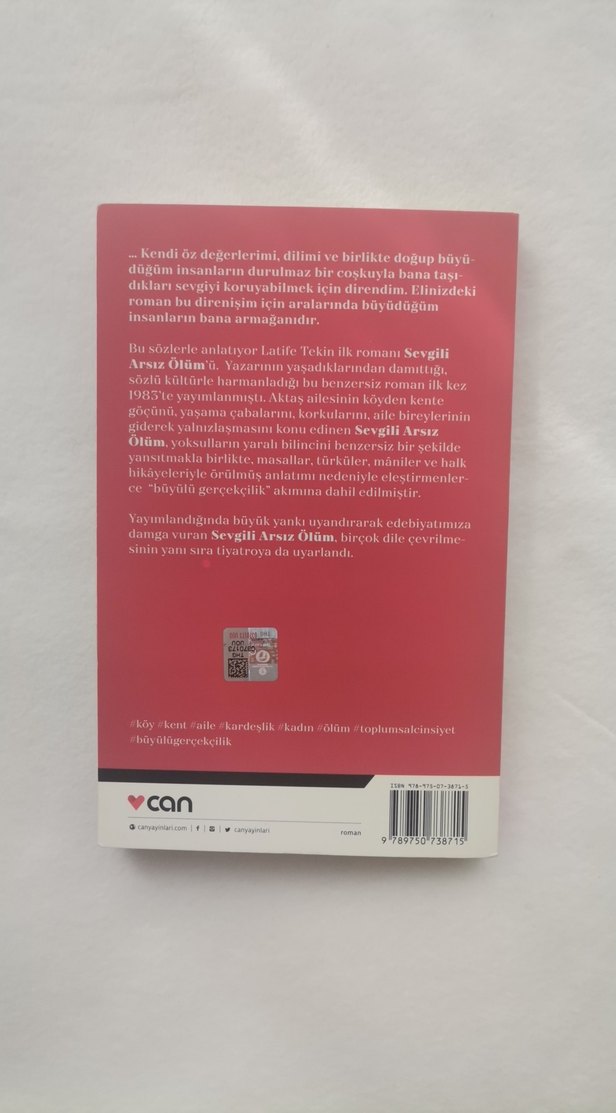 ... Kendi öz değerlerimi, dilimi ve birlikte doğup büyü-
düğüm insanların durulmaz bir coşkuyla bana taşı-
dıkları sevgiyi koruyabilmek için direndim. Elinizdeki
roman bu direnişim için aralarında büyüdüğüm
insanların bana armağanıdır.
Bu sözlerle anlatıyor Latife Tekin ilk romanı Sevgili
Arsız Ölüm'ü. Yazarının yaşadıklarından damıttığı,
sözlü kültürle harmanladığı bu benzersiz roman ilk kez
1983'te yayımlanmıştı. Aktaş ailesinin köyden kente
göçünü, yaşama çabalarını, korkularını, aile bireylerinin
giderek yalnızlaşmasını konu edinen Sevgili Arsız
Ölüm, yoksulların yaralı bilincini benzersiz bir şekilde
yansıtmakla birlikte, masallar, türküler, mâniler ve halk
hikâyeleriyle örülmüş anlatımı nedeniyle eleştirmenler-
ce "büyülü gerçekçilik" akımına dahil edilmiştir.
Yayımlandığında büyük yankı uyandırarak edebiyatımıza
damga vuran Sevgili Arsız Ölüm, birçok dile çevrilme-
sinin yanı sıra tiyatroya da uyarlandı.
THG
#köy #kent #aile #kardeşlik #kadın #ölüm #toplumsalcinsiyet
#büyülügerçekçilik
can
canyayinlari.com | f | | canyayinlari
roman
ISBN 978-975-07-3871-5
9 789750 738715